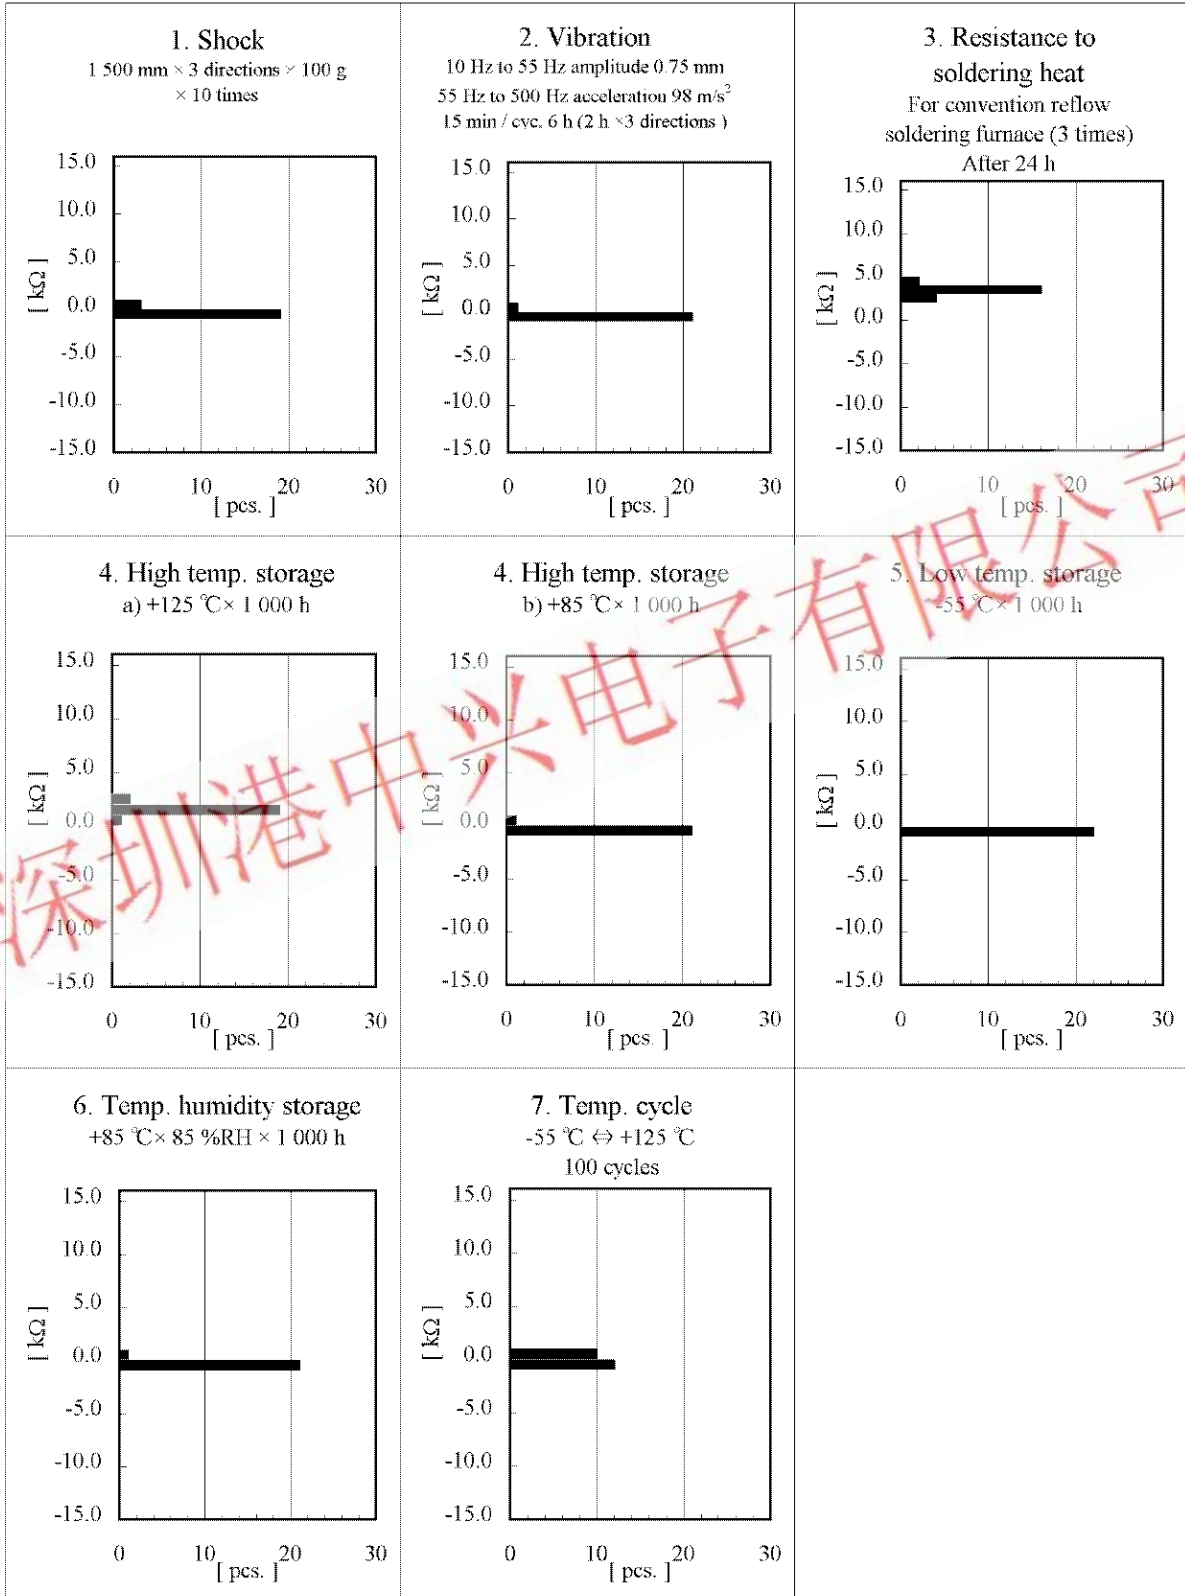 1. Shock
1 500 mm × 3 directions × 100 g
× 10 times
15.0
10.0
5.0
0.0
-5.0
-10.0
-15.0
[ kΩ ]
0 10 20 30
[ pcs. ]
2. Vibration
10 Hz to 55 Hz amplitude 0.75 mm
55 Hz to 500 Hz acceleration 98 m/s²
15 min / cyc. 6 h (2 h ×3 directions )
15.0
10.0
5.0
0.0
-5.0
-10.0
-15.0
[ kΩ ]
0 10 20 30
[ pcs. ]
3. Resistance to
soldering heat
For convention reflow
soldering furnace (3 times)
After 24 h
15.0
10.0
5.0
0.0
-5.0
-10.0
-15.0
[ kΩ ]
0 10 20 30
[ pcs. ]
4. High temp. storage
a) +125 ℃× 1 000 h
15.0
10.0
5.0
0.0
-5.0
-10.0
-15.0
[ kΩ ]
0 10 20 30
[ pcs. ]
4. High temp. storage
b) +85 ℃× 1 000 h
15.0
10.0
5.0
0.0
-5.0
-10.0
-15.0
[ kΩ ]
0 10 20 30
[ pcs. ]
5. Low temp. storage
-55 ℃× 1 000 h
15.0
10.0
5.0
0.0
-5.0
-10.0
-15.0
[ kΩ ]
0 10 20 30
[ pcs. ]
6. Temp. humidity storage
+85 ℃× 85 %RH × 1 000 h
15.0
10.0
5.0
0.0
-5.0
-10.0
-15.0
[ kΩ ]
0 10 20 30
[ pcs. ]
7. Temp. cycle
-55 ℃ ⇔ +125 ℃
100 cycles
15.0
10.0
5.0
0.0
-5.0
-10.0
-15.0
[ kΩ ]
0 10 20 30
[ pcs. ]
深圳港中兴电子有限公司